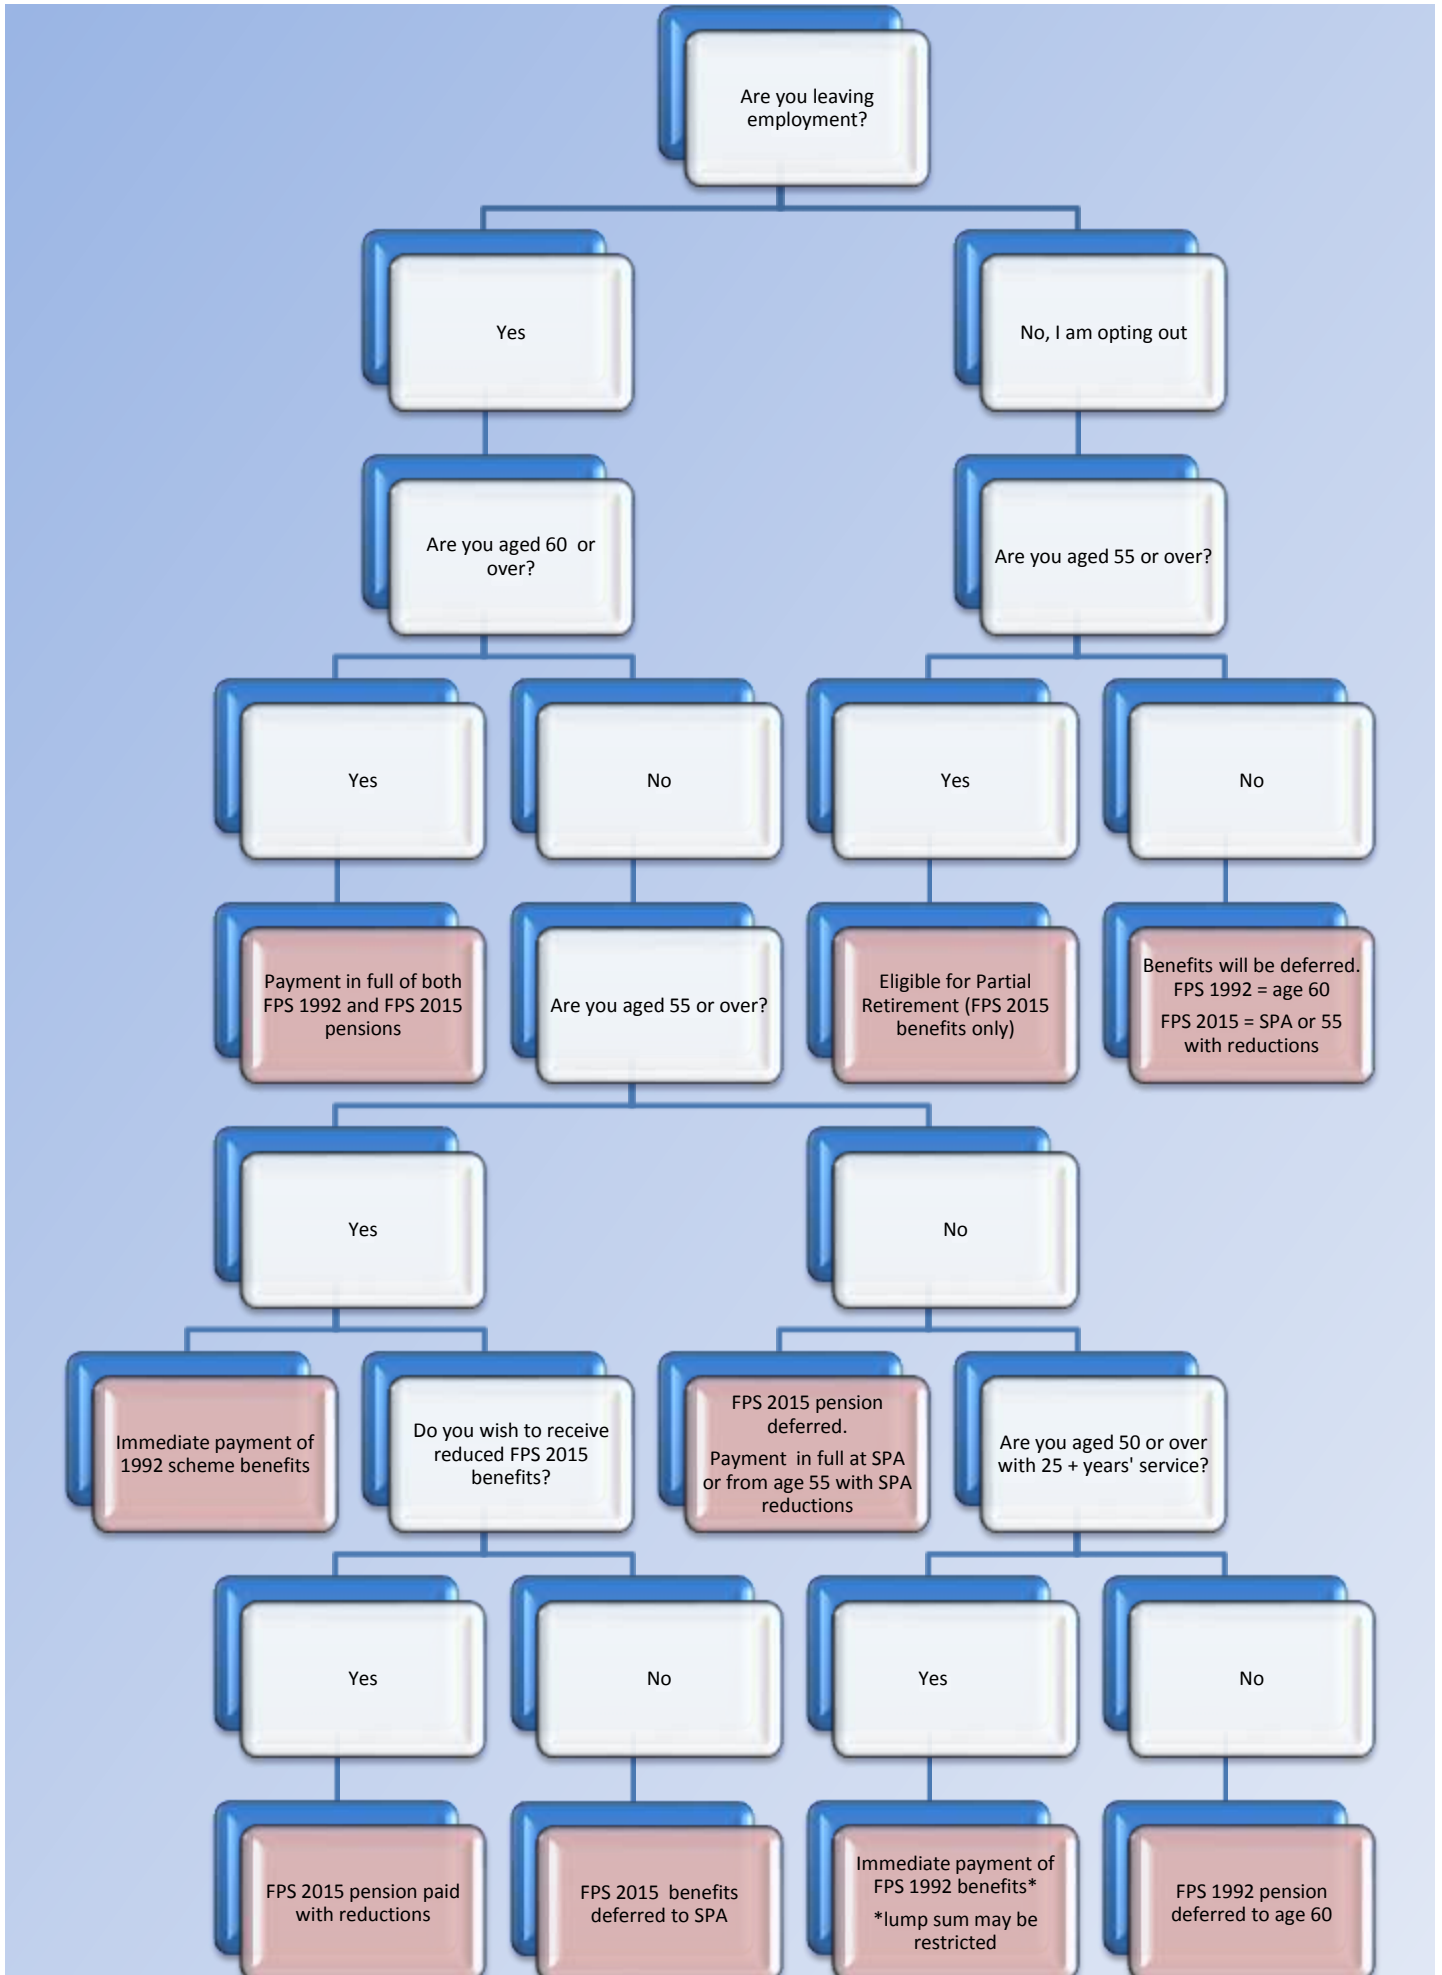 Are you leaving
employment?
Yes
No, I am opting out
Are you aged 60 or
over?
Are you aged 55 or over?
Yes
No
Yes
No
Payment in full of both
FPS 1992 and FPS 2015
pensions
Are you aged 55 or over?
Eligible for Partial
Retirement (FPS 2015
benefits only)
Benefits will be deferred.
FPS 1992 = age 60
FPS 2015 = SPA or 55
with reductions
Yes
No
Immediate payment of
1992 scheme benefits
Do you wish to receive
reduced FPS 2015
benefits?
FPS 2015 pension
deferred.
Payment in full at SPA
or from age 55 with SPA
reductions
Are you aged 50 or over
with 25 + years' service?
Yes
No
Yes
No
FPS 2015 pension paid
with reductions
FPS 2015 benefits
deferred to SPA
Immediate payment of
FPS 1992 benefits*
*lump sum may be
restricted
FPS 1992 pension
deferred to age 60